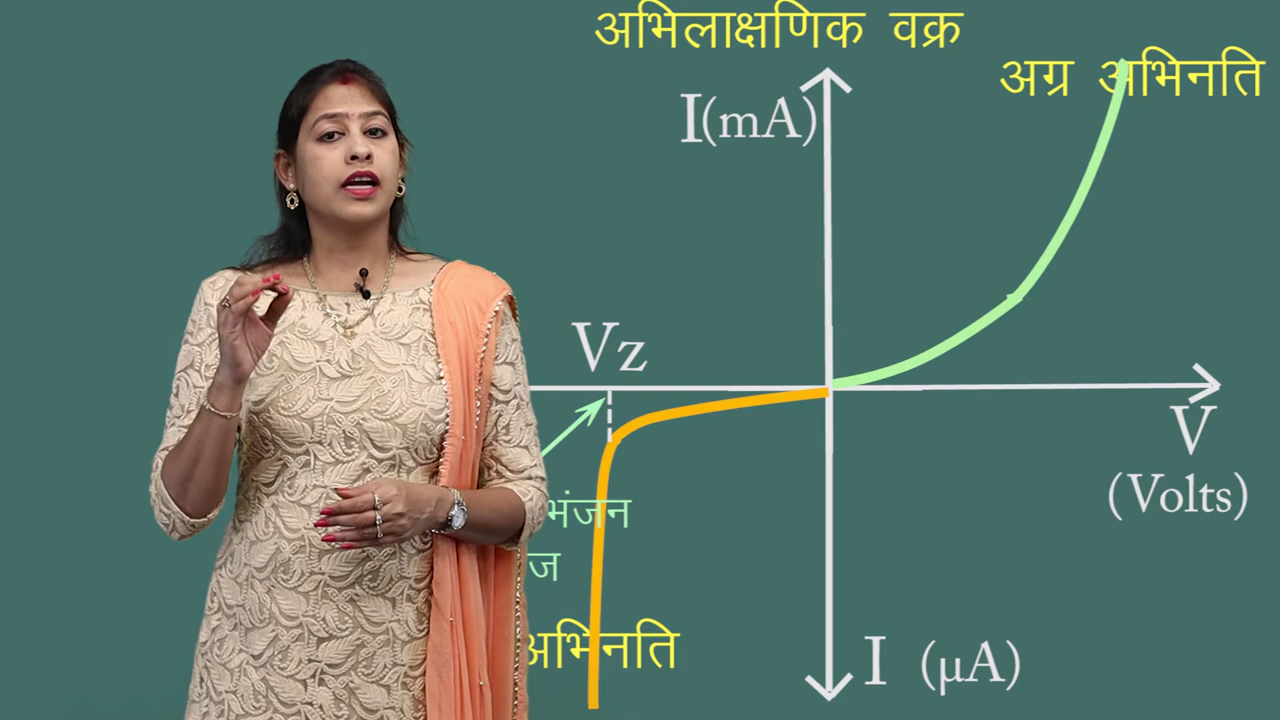 अभिलाक्षणिक वक्र
अग्र अभिनति
I(mA)
Vz
V
(Volts)
भंजन
ज
अभिनति
I (μA)